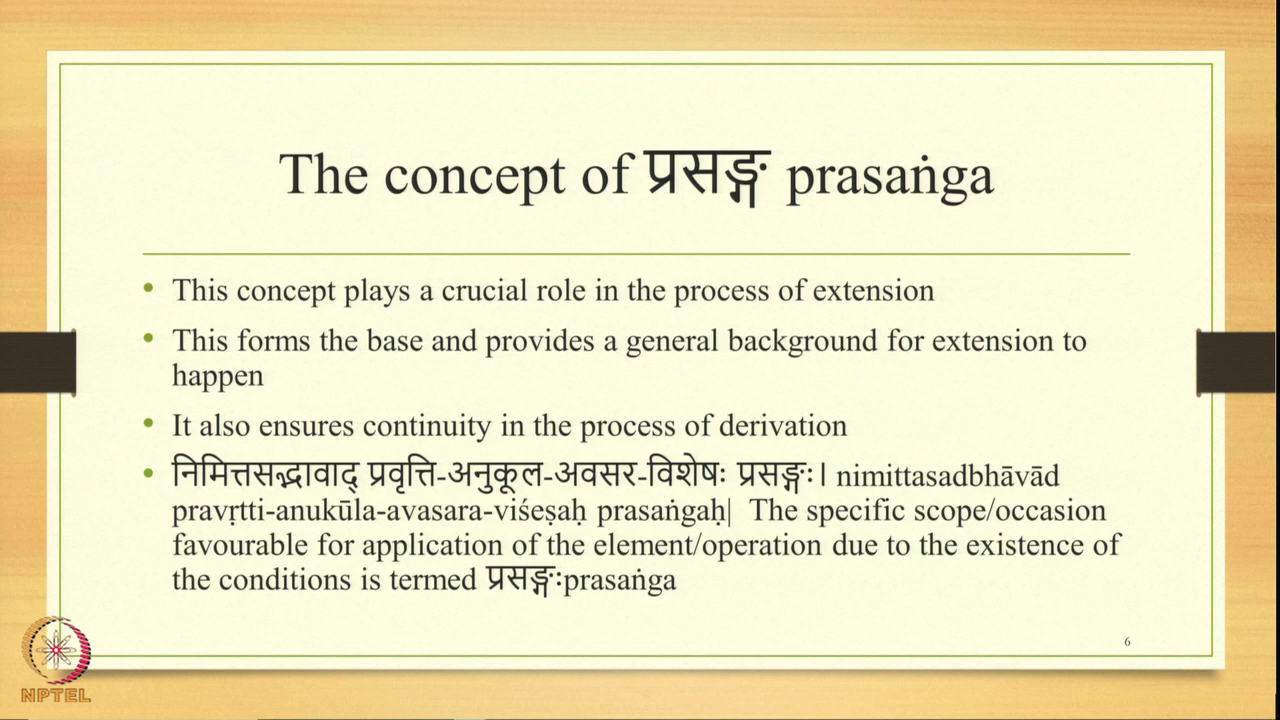 The concept of प्रसङ्ग prasaṅga
• This concept plays a crucial role in the process of extension
• This forms the base and provides a general background for extension to
happen
• It also ensures continuity in the process of derivation
• निमित्तसद्भावाद् प्रवृत्ति-अनुकूल-अवसर-विशेषः प्रसङ्गः। nimittasadbhāvād
pravṛtti-anukūla-avasara-viśeṣaḥ prasaṅgaḥ| The specific scope/occasion
favourable for application of the element/operation due to the existence of
the conditions is termed प्रसङ्गःprasaṅga
6
NPTEL